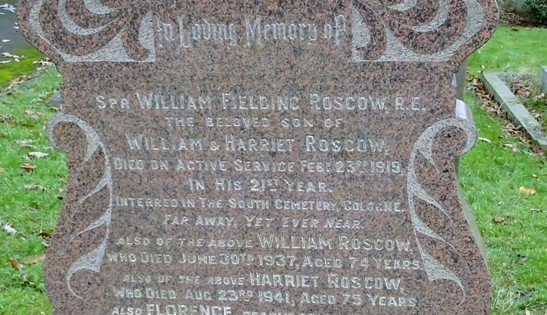 In Loving Memory of
SPR WILLIAM FIELDING ROSCOW, R.E.
THE BELOVED SON OF
WILLIAM & HARRIET ROSCOW,
DIED ON ACTIVE SERVICE FEB: 23RD 1919,
IN HIS 21ST YEAR.
INTERRED IN THE SOUTH CEMETERY, COLOGNE.
FAR AWAY, YET EVER NEAR.
ALSO OF THE ABOVE WILLIAM ROSCOW,
WHO DIED JUNE 30TH 1937, AGED 74 YEARS.
ALSO OF THE ABOVE HARRIET ROSCOW,
WHO DIED AUG 23RD 1941, AGED 75 YEARS
ALSO FLORENCE,